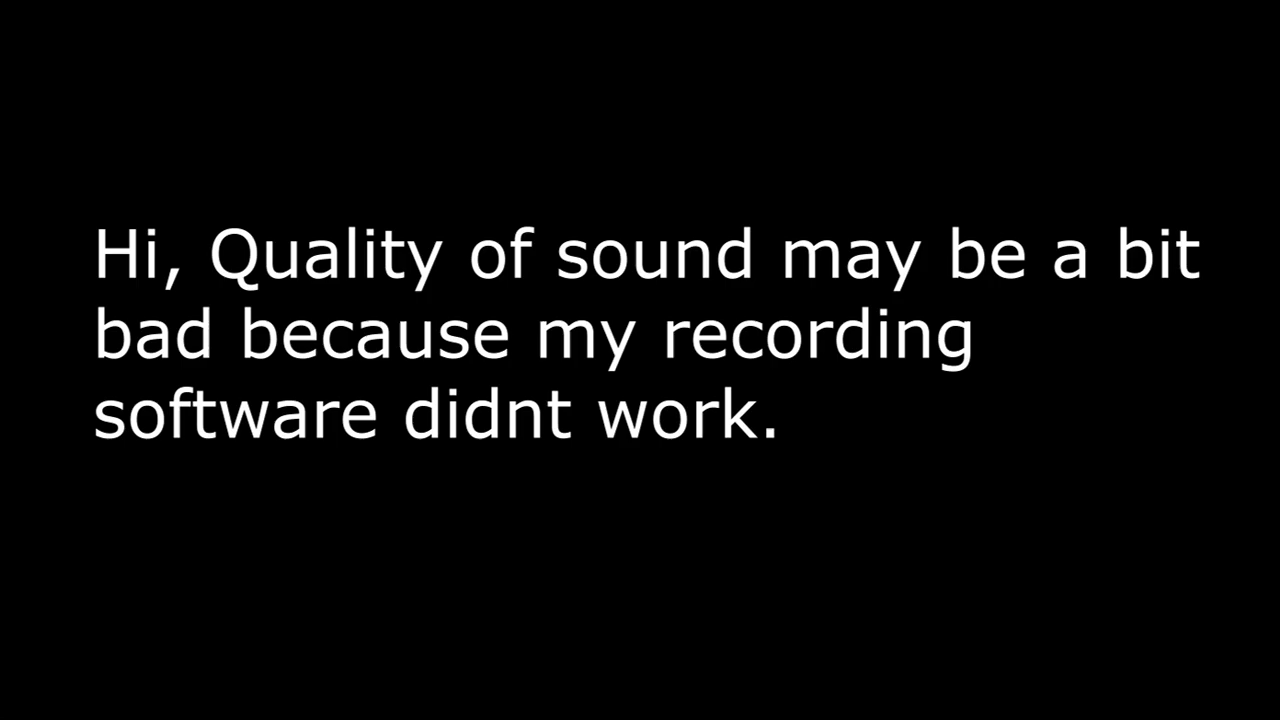 Hi, Quality of sound may be a bit
bad because my recording
software didnt work.